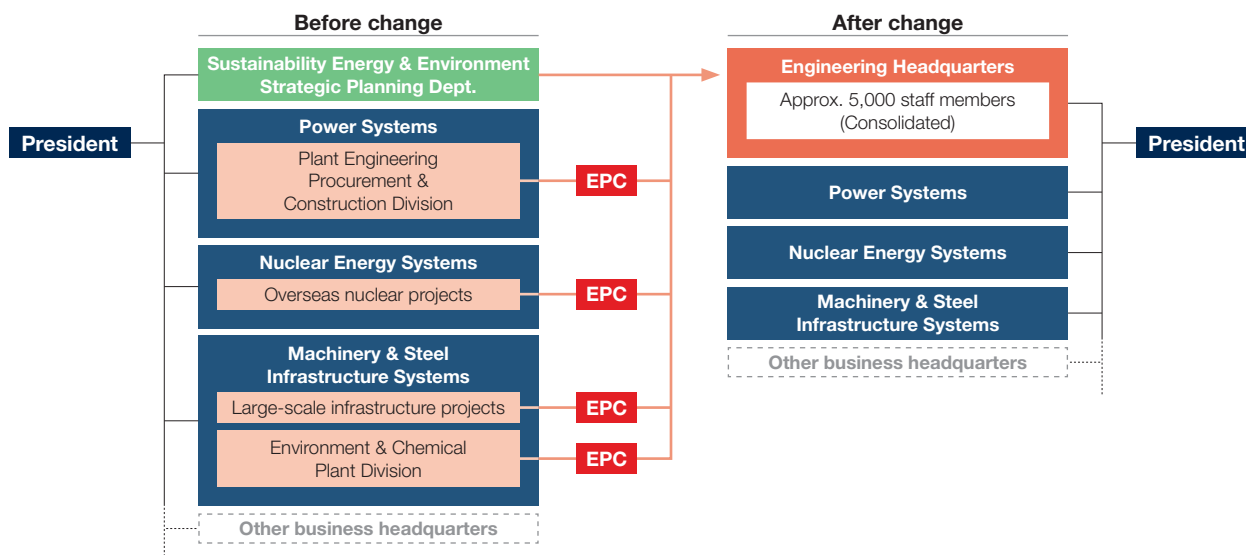 Before change
Sustainability Energy & Environment
Strategic Planning Dept.
President
Power Systems
Plant Engineering
Procurement &
Construction Division
EPC
Nuclear Energy Systems
Overseas nuclear projects
EPC
Machinery & Steel
Infrastructure Systems
Large-scale infrastructure projects
EPC
Environment & Chemical
Plant Division
EPC
Other business headquarters
After change
Engineering Headquarters
Approx. 5,000 staff members
(Consolidated)
President
Power Systems
Nuclear Energy Systems
Machinery & Steel
Infrastructure Systems
Other business headquarters